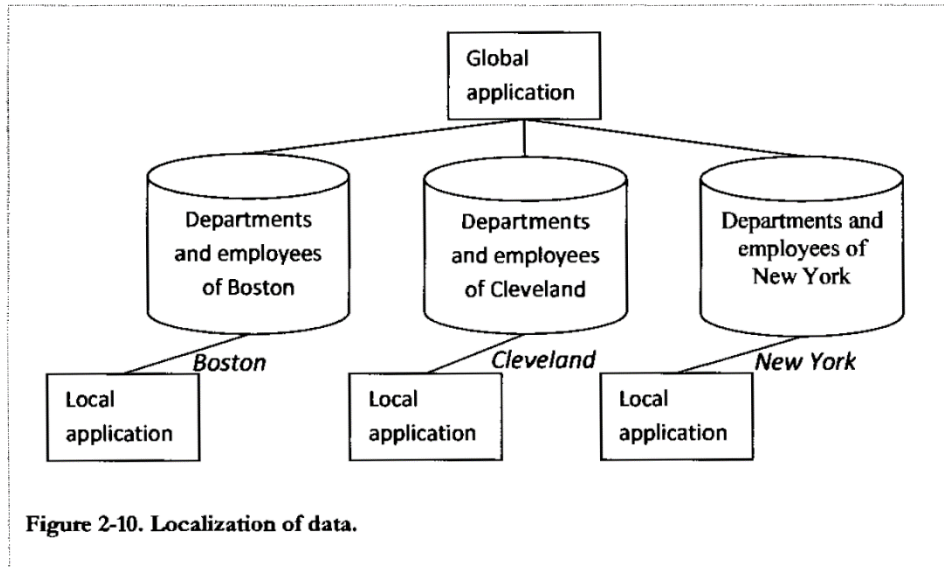 Global
application
Departments
and employees
of Boston
Departments
and employees
of Cleveland
Departments and
employees of
New York
Boston
Cleveland
New York
Local
application
Local
application
Local
application
Figure 2-10. Localization of data.